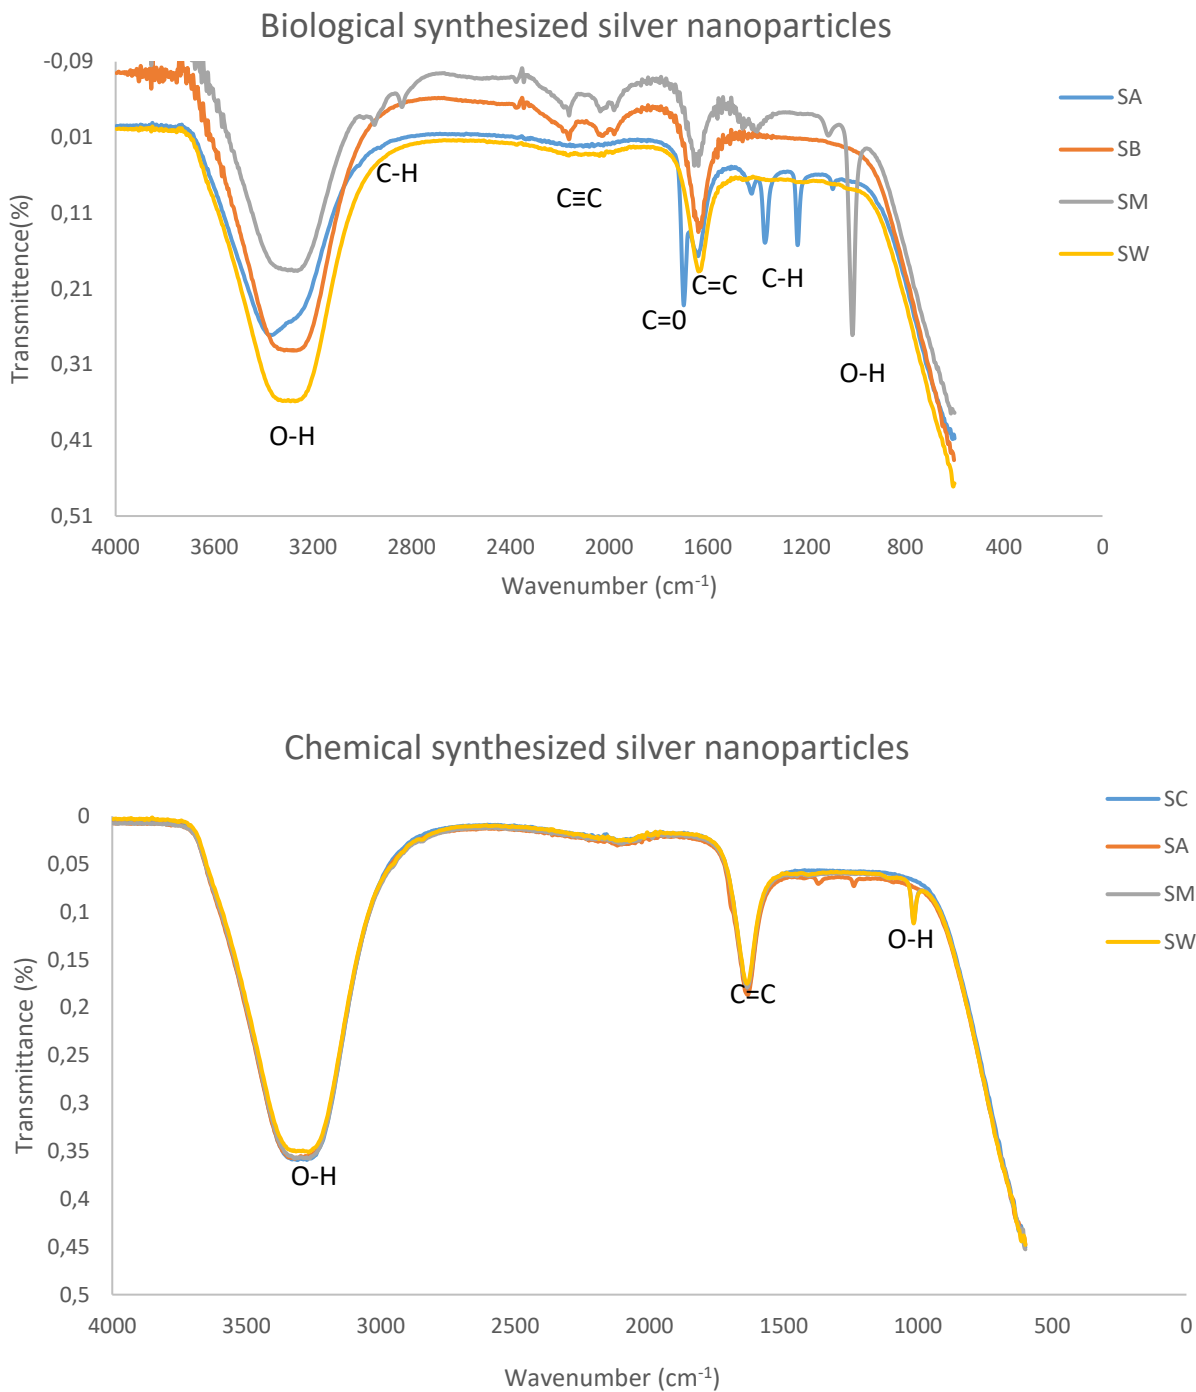 Biological synthesized silver nanoparticles
-0,09
0,01
0,11
0,21
0,31
0,41
0,51
Transmittence(%)
C-H
C≡C
C=0
C=C
C-H
O-H
O-H
SA
SB
SM
SW
4000 3600 3200 2800 2400 2000 1600 1200 800 400 0
Wavenumber (cm-1)
Chemical synthesized silver nanoparticles
0
0,05
0,1
0,15
0,2
0,25
0,3
0,35
0,4
0,45
0,5
Transmittance (%)
O-H
C=C
O-H
SC
SA
SM
SW
4000 3500 3000 2500 2000 1500 1000 500 0
Wavenumber (cm-1)